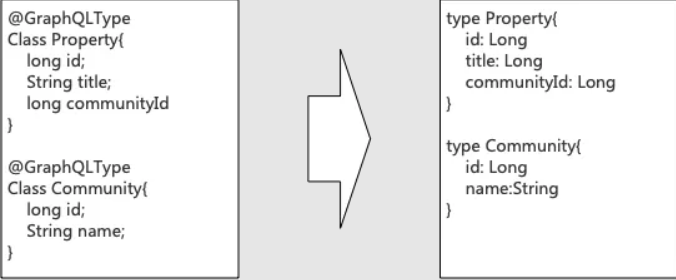 @GraphQLType
Class Property{
long id;
String title;
long communityId
}
@GraphQLType
Class Community{
long id;
String name;
}
type Property{
id: Long
title: Long
communityId: Long
}
type Community{
id: Long
name:String
}